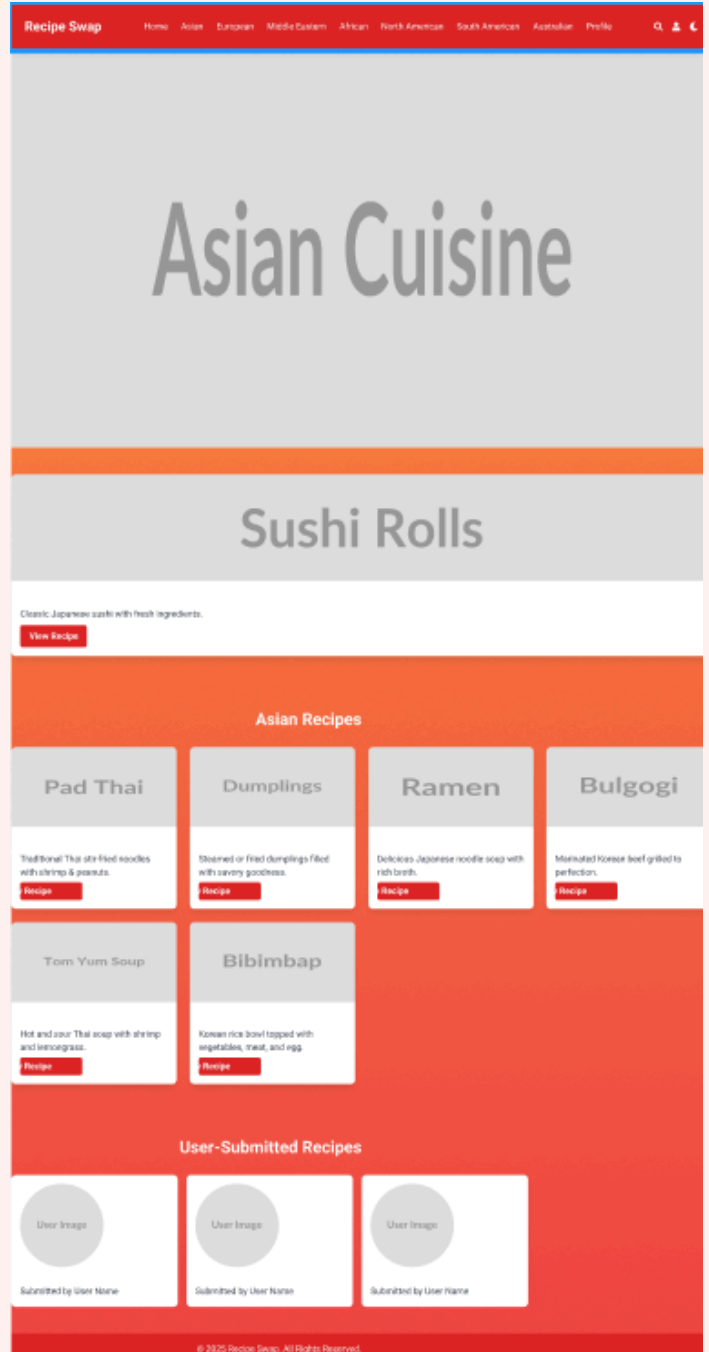 Recipe Swap
Home Asian European Middle Eastern African North American South American Australian Profile
Asian Cuisine
Sushi Rolls
Classic Japanese sushi with fresh ingredients.
View Recipe
Asian Recipes
Pad Thai
Traditional Thai stir-fried noodles
with shrimp & peanuts.
Recipe
Dumplings
Steamed or fried dumplings filled
with savory goodness.
Recipe
Ramen
Delicious Japanese noodle soup with
rich broth.
Recipe
Bulgogi
Marinated Korean beef grilled to
perfection.
Recipe
Tom Yum Soup
Hot and sour Thai soup with shrimp
and lemongrass.
Recipe
Bibimbap
Korean rice bowl topped with
vegetables, meat, and egg.
Recipe
User-Submitted Recipes
User Image
Submitted by User Name
User Image
Submitted by User Name
User Image
Submitted by User Name
© 2025 Recipe Swap. All Rights Reserved.